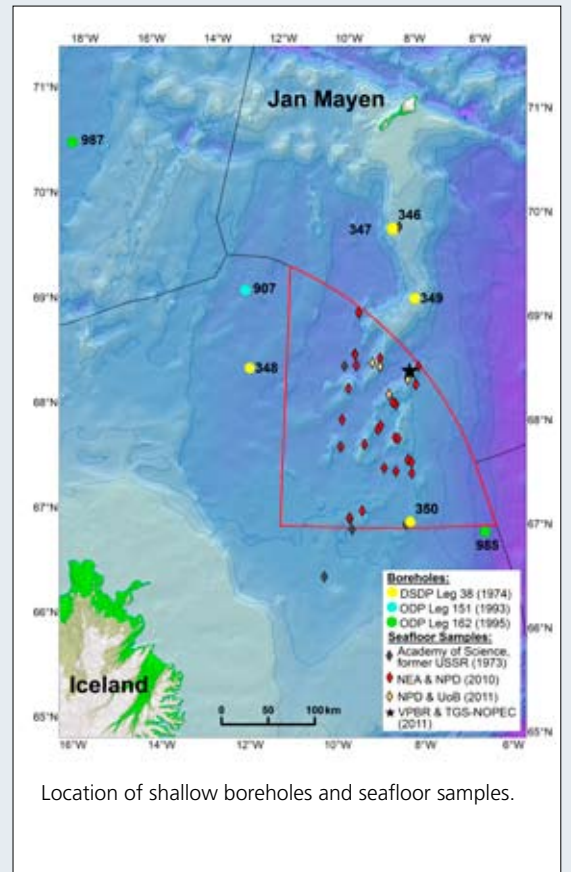 18°W 16°W 14°W 12°W 10°W 8°W 6°W
71°N
71°N
Jan Mayen
987
70°N
70°N
346
347
907
349
69°N
69°N
348
68°N
68°N
350
67°N
67°N
985
Boreholes:
DSDP Leg 38 (1974)
ODP Leg 151 (1993)
ODP Leg 162 (1995)
Seafloor Samples:
Academy of Science,
former USSR (1973)
NEA & NPD (2010)
NPD & UoB (2011)
VPBR & TGS-NOPEC
(2011)
66°N
66°N
Iceland
0 50 100km
65°N
65°N
16°W 14°W 12°W 10°W 8°W 6°W
Location of shallow boreholes and seafloor samples.